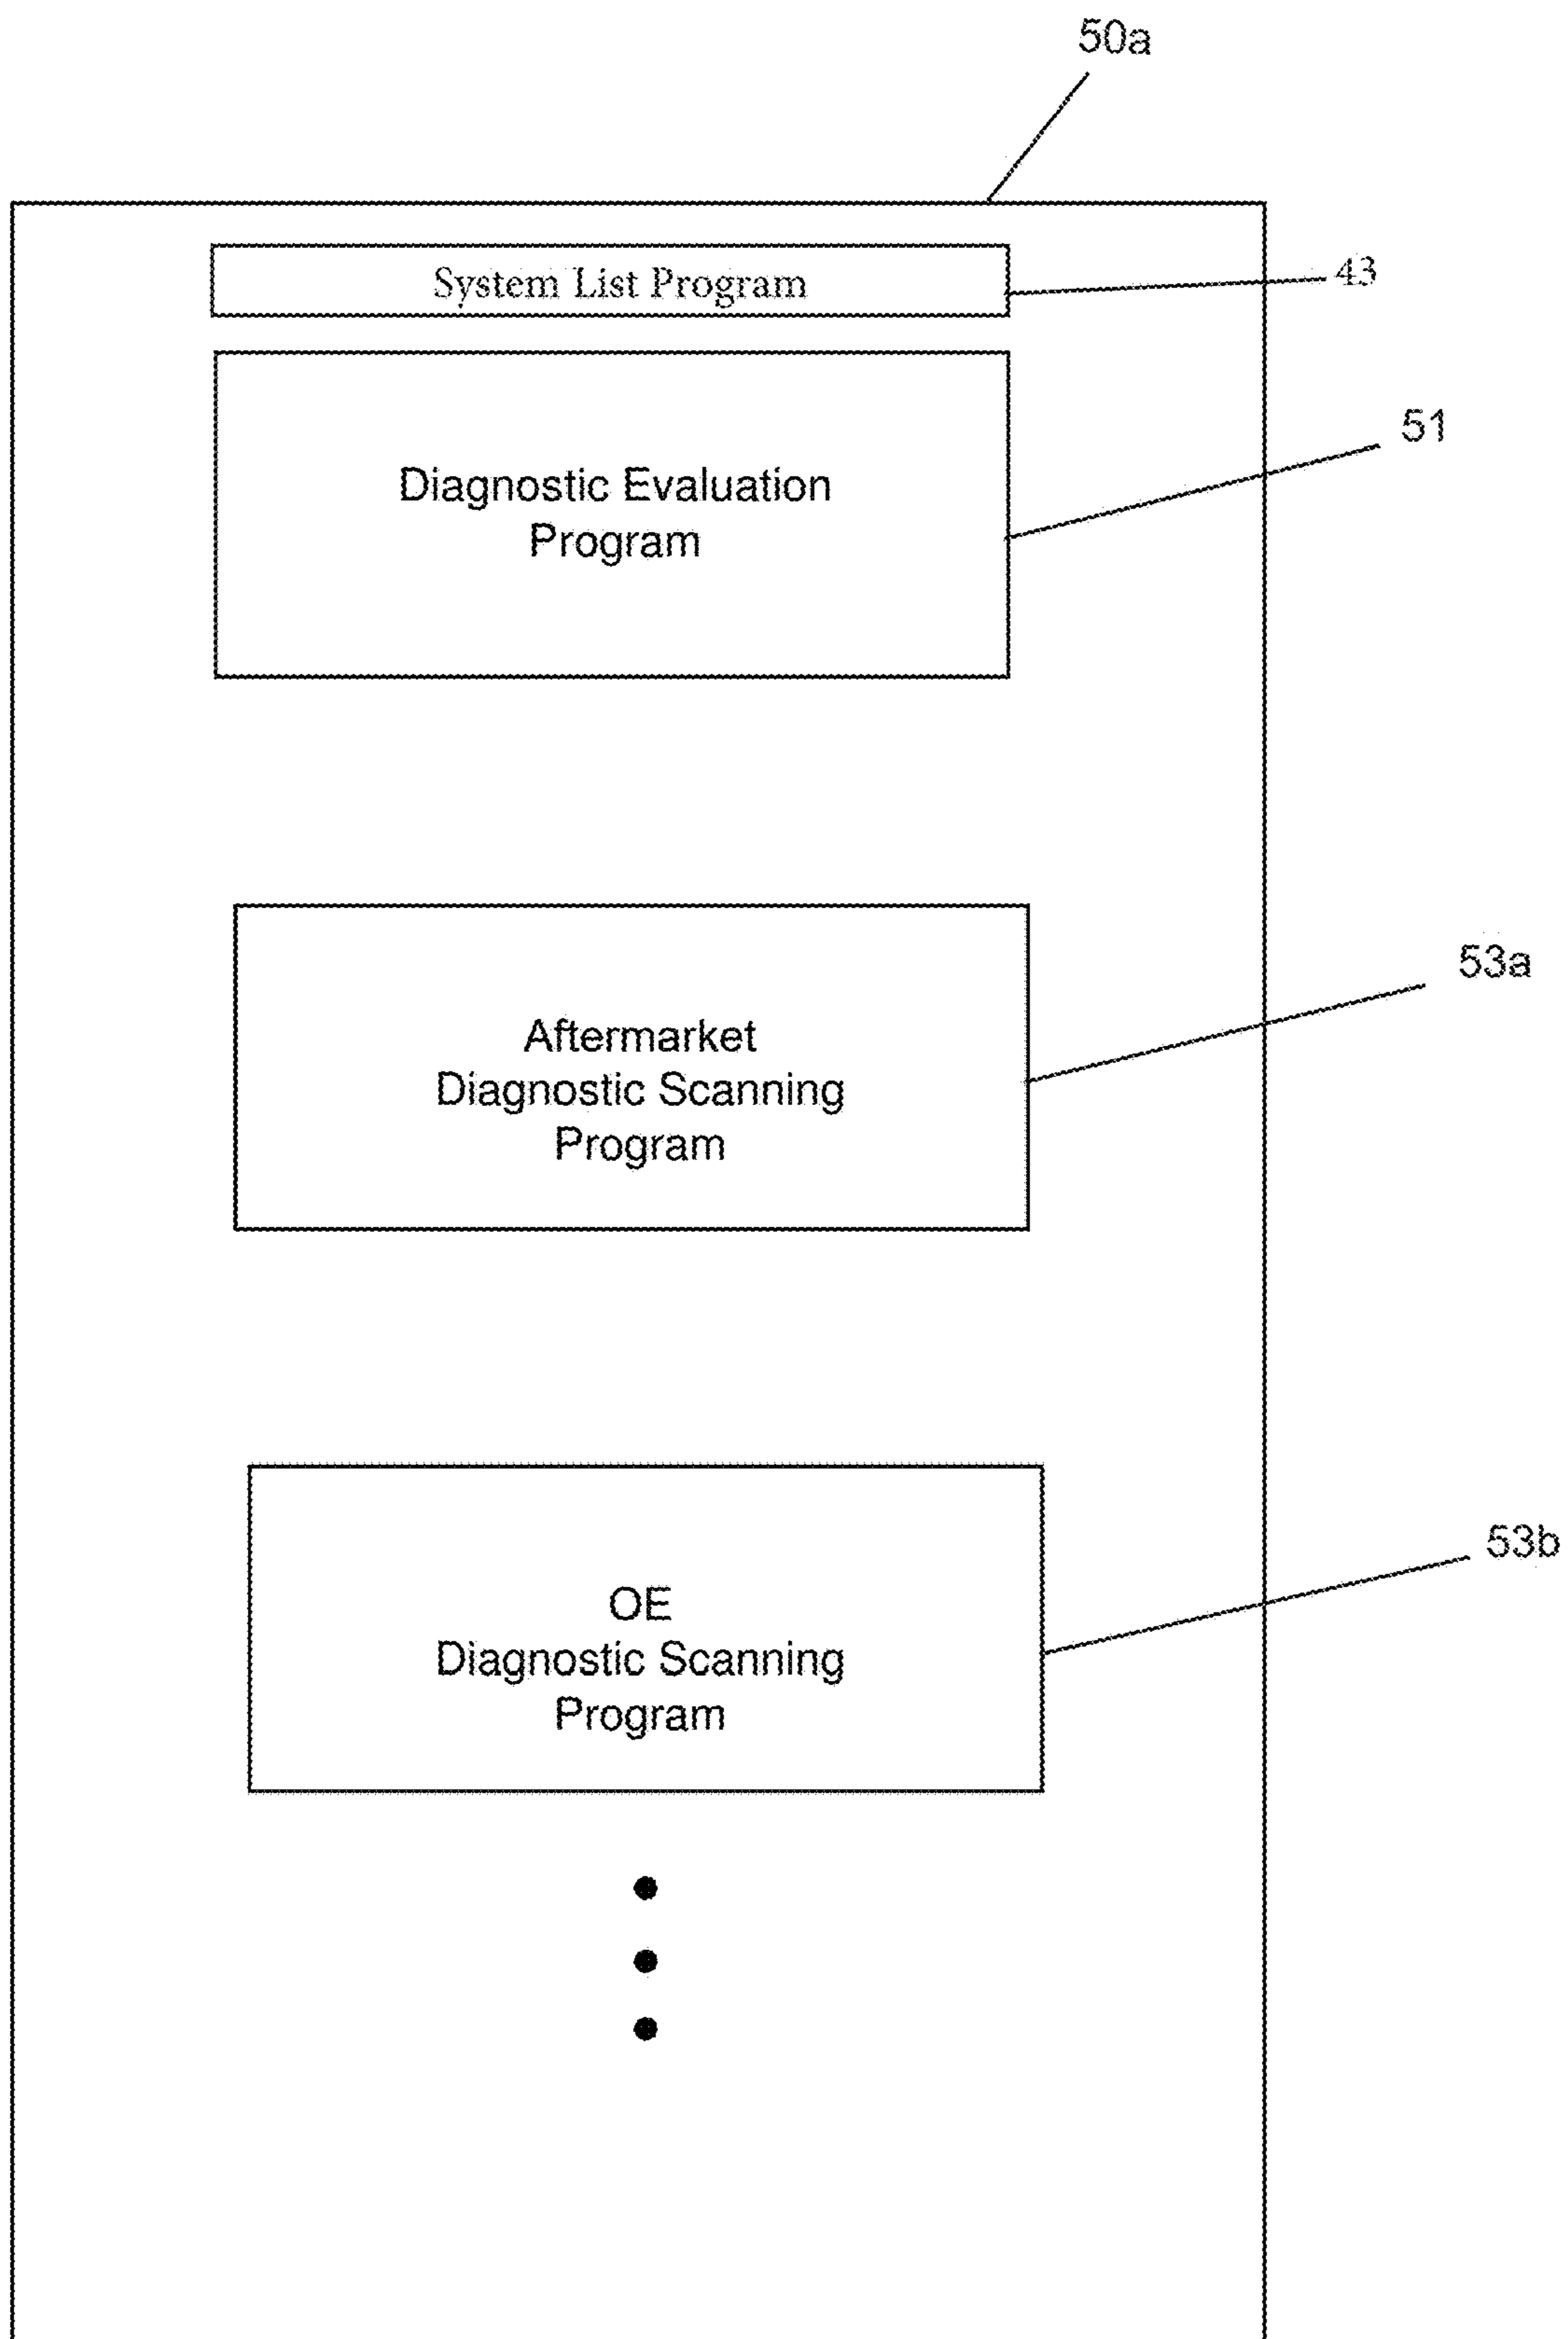 50a
System List Program
43
Diagnostic Evaluation
Program
51
Aftermarket
Diagnostic Scanning
Program
53a
OE
Diagnostic Scanning
Program
53b